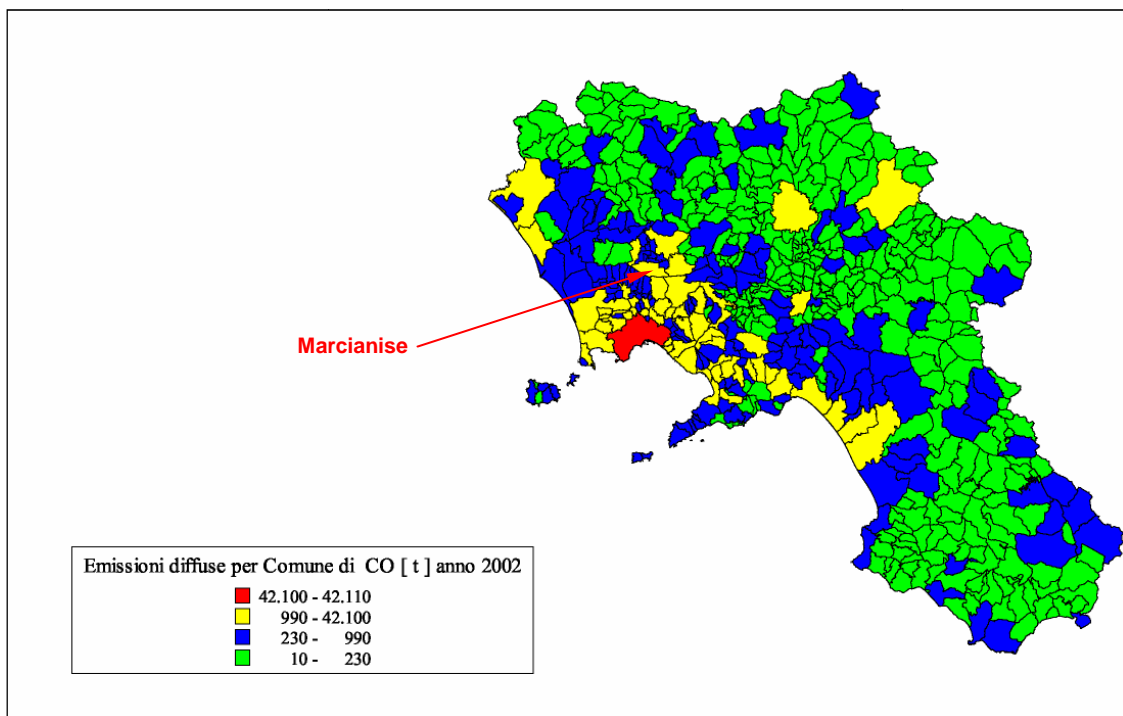 Marcianise
Emissioni diffuse per Comune di CO [ t ] anno 2002
42.100 - 42.110
990 - 42.100
230 - 990
10 - 230